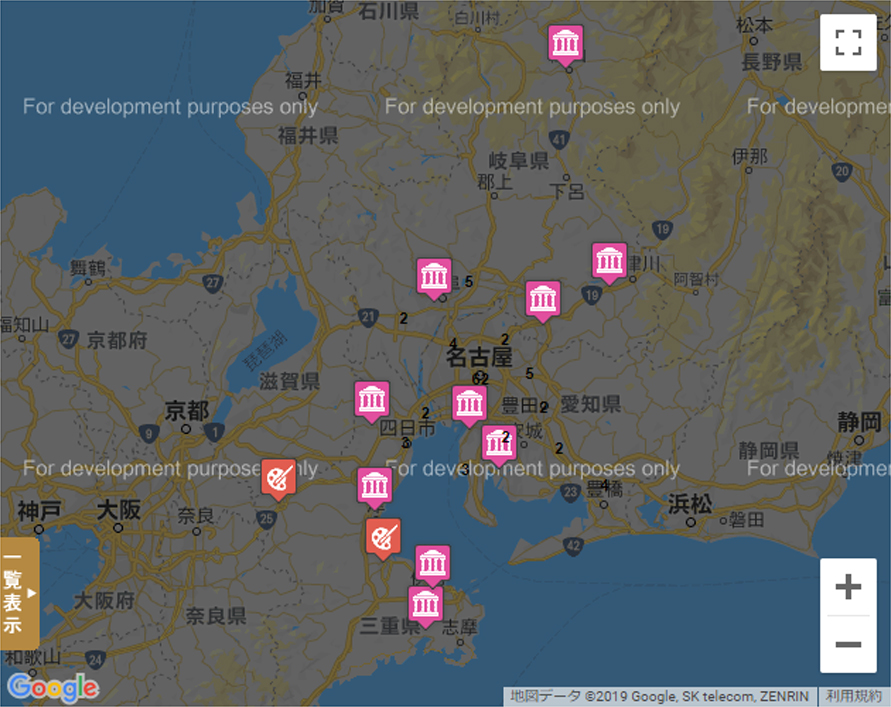 加賀
石川県
白川村
松本
長野県
福井
For development purposes only
For development purposes only
For developme
福井県
41
岐阜県
郡上
下呂
伊那
20
19
舞鶴
津川
阿智村
27
5
19
21
2
福知山
27
京都府
4
2
琵琶湖
名古屋
滋賀県
62
5
京都
2
豊田
2
愛知県
9
1
四日市
3
2
安城
静岡
2
静岡県
焼津
For development purposes only
For development purposes only
For developme
3
23
4
豊橋
神戸
大阪
奈良
25
浜松
磐田
42
一覧表示
大阪府
奈良県
三重県
志摩
和歌山
24
Google
地図データ ©2019 Google, SK telecom, ZENRIN
利用規約